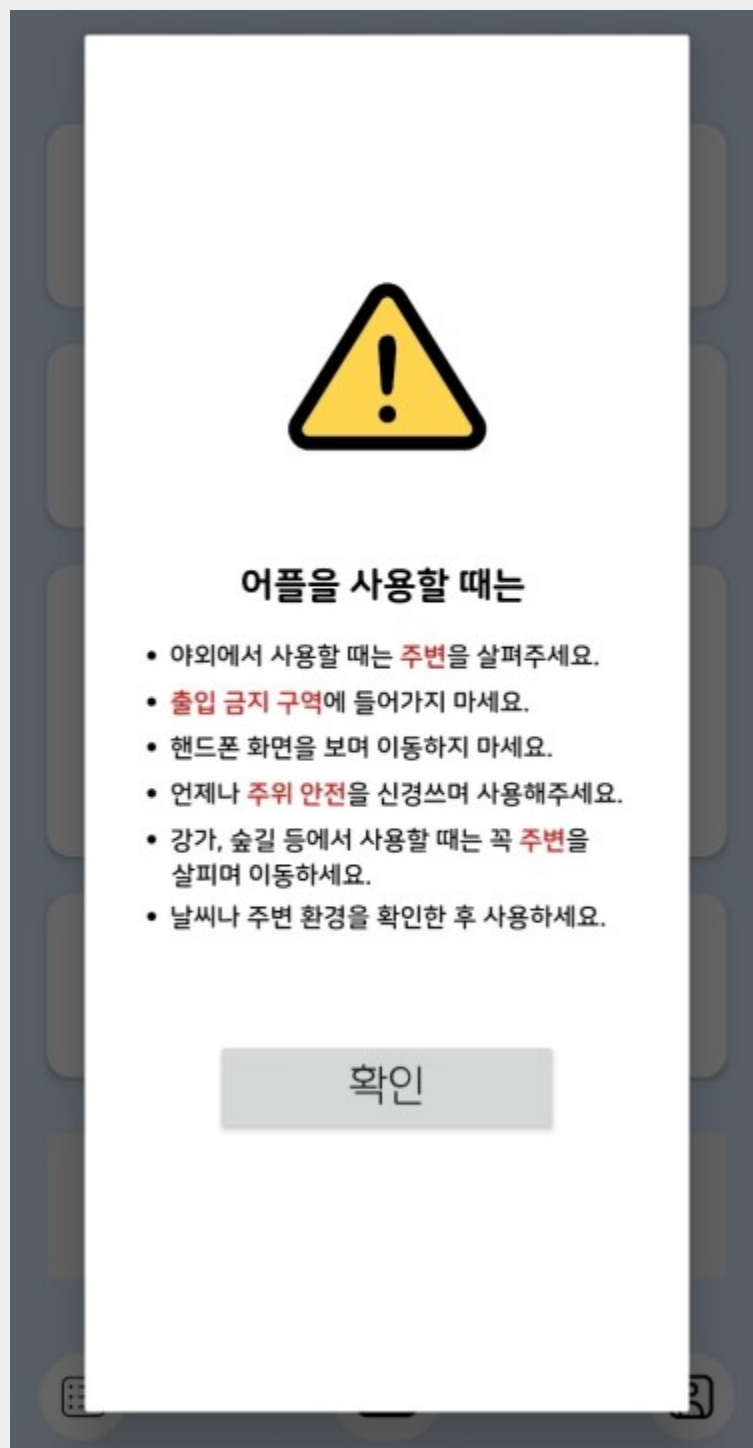 어플을 사용할 때는
• 야외에서 사용할 때는 주변을 살펴주세요.
• 출입 금지 구역에 들어가지 마세요.
• 핸드폰 화면을 보며 이동하지 마세요.
• 언제나 주위 안전을 신경쓰며 사용해주세요.
• 강가, 숲길 등에서 사용할 때는 꼭 주변을
살피며 이동하세요.
• 날씨나 주변 환경을 확인한 후 사용하세요.
확인